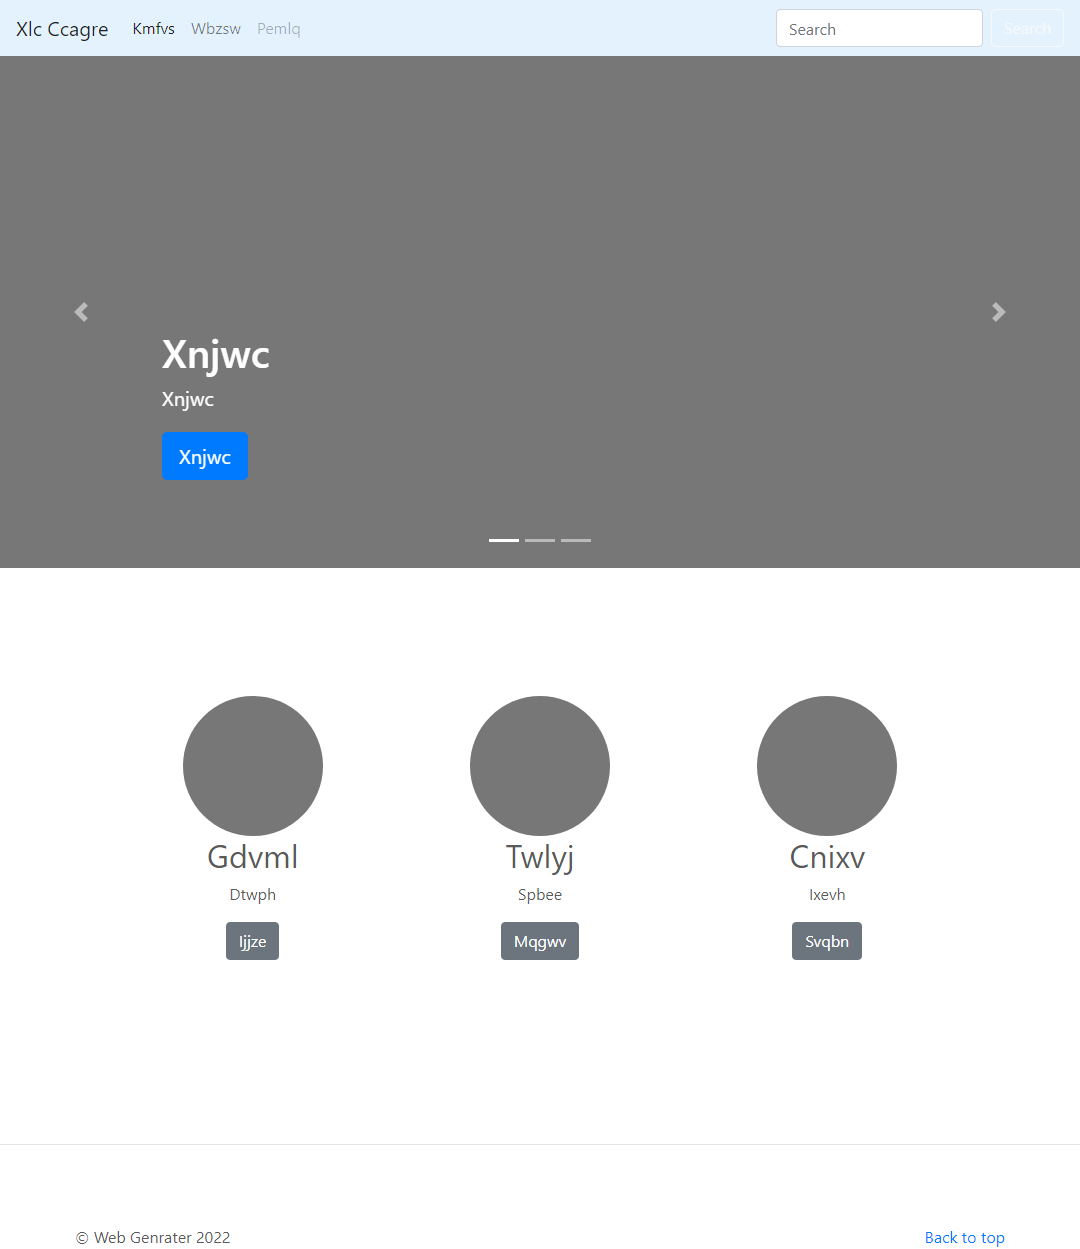 Xlc Ccagre Kmfvs Wbzsw Pemlq Search Search
Xnjwc
Xnjwc
Xnjwc
Gdvml Twlyj Cnixv
Dtwph Spbee Ixevh
Ijjze Mqgwv Svqbn
© Web Genrater 2022 Back to top